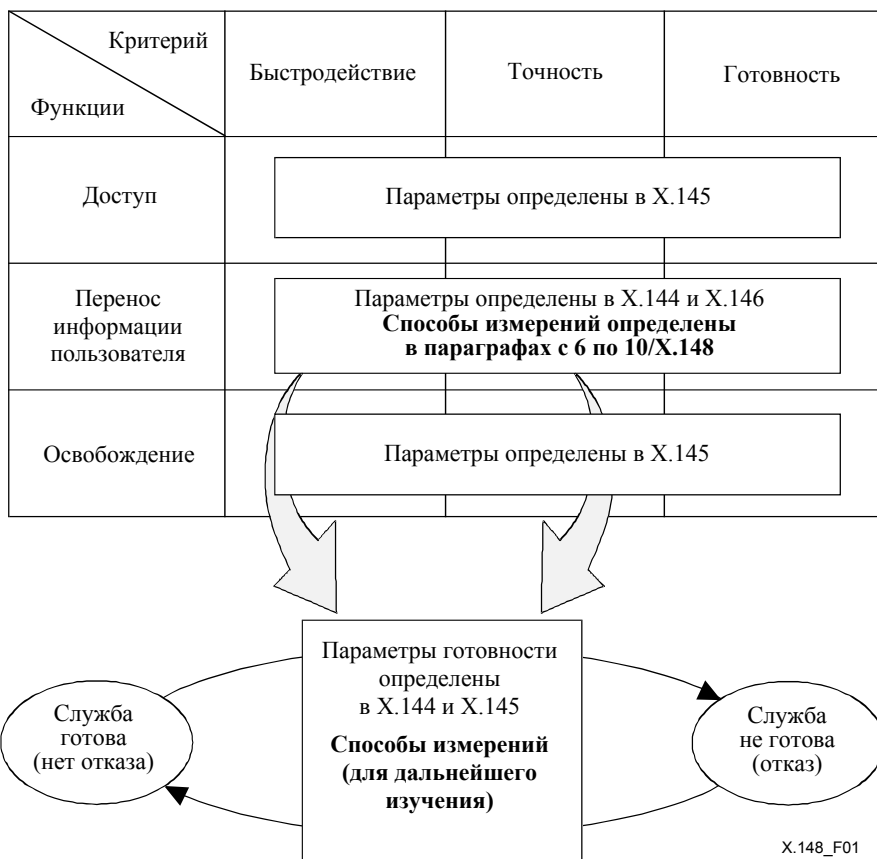 Критерий
Функции
Быстродействие
Точность
Готовность
Доступ
Параметры определены в X.145
Перенос
информации
пользователя
Параметры определены в X.144 и X.146
Способы измерений определены
в параграфах с 6 по 10/X.148
Освобождение
Параметры определены в X.145
Параметры готовности
определены
в X.144 и X.145
Способы измерений
(для дальнейшего
изучения)
Служба
готова
(нет отказа)
Служба
не готова
(отказ)
X.148_F01